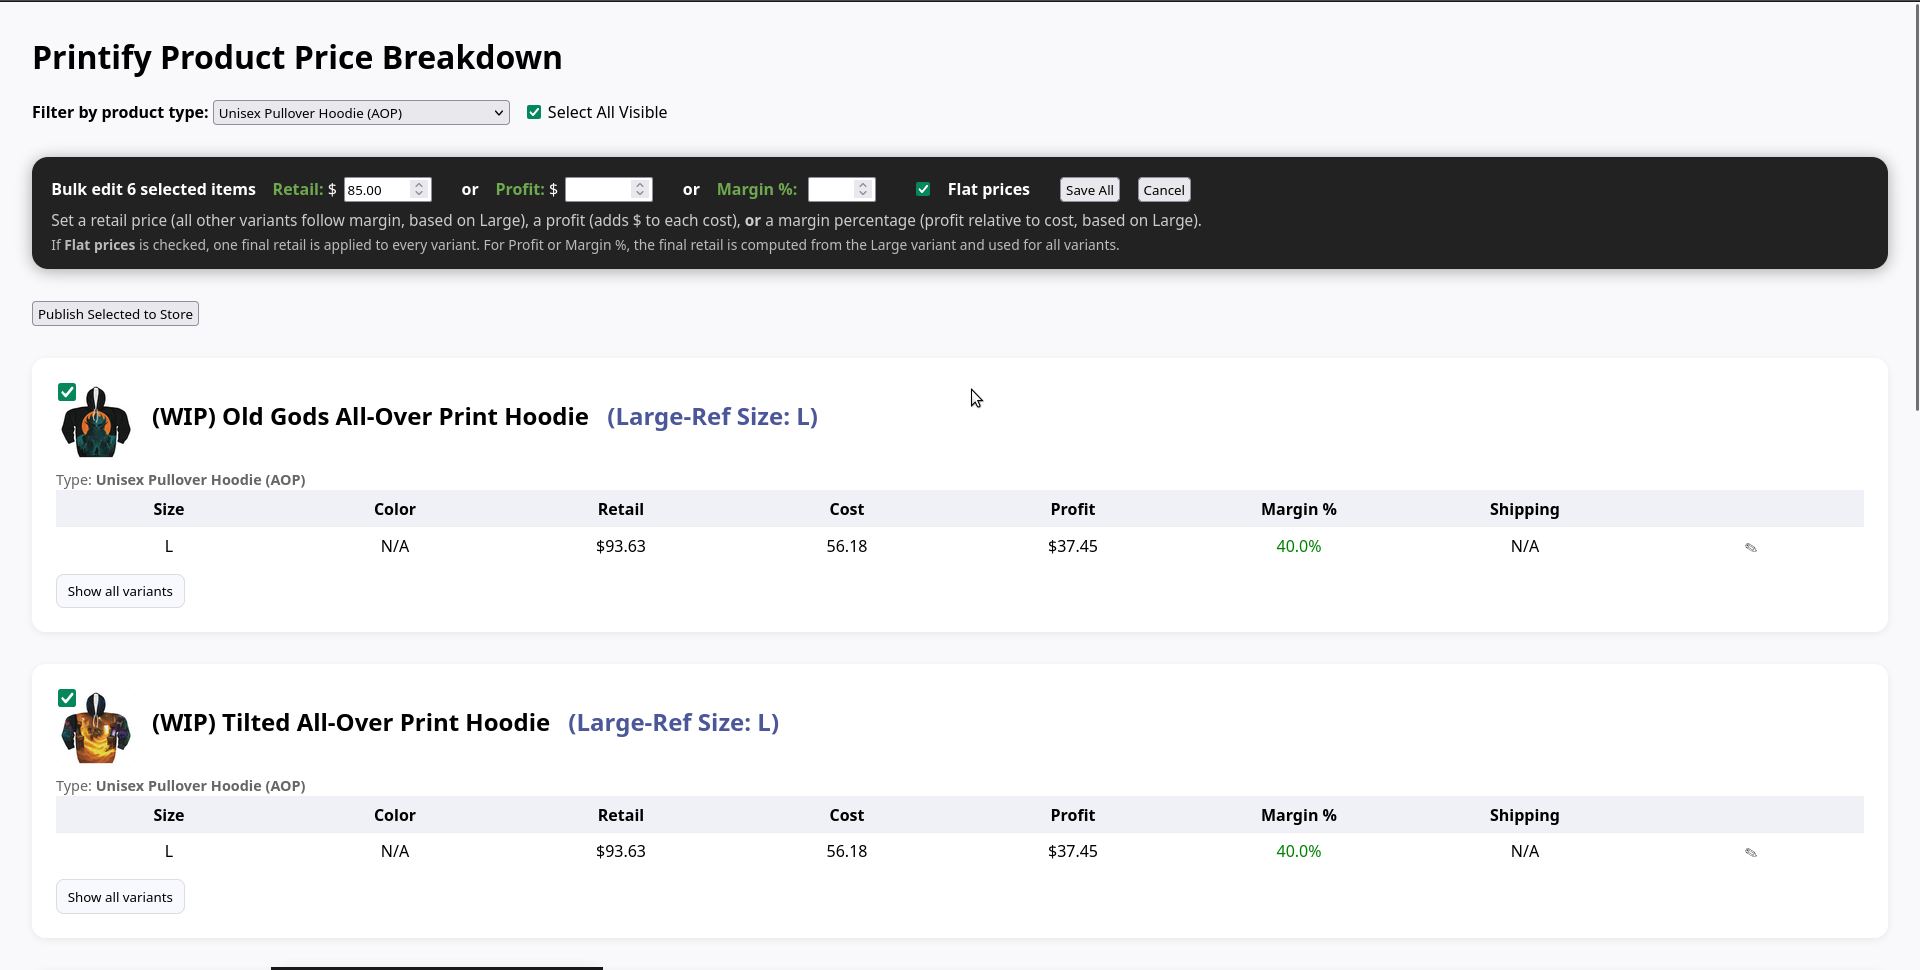 Printify Product Price Breakdown
Filter by product type: Unisex Pullover Hoodie (AOP) Select All Visible
Bulk edit 6 selected items Retail: $ 85.00 or Profit: $ or Margin %: Flat prices Save All Cancel
Set a retail price (all other variants follow margin, based on Large), a profit (adds $ to each cost), or a margin percentage (profit relative to cost, based on Large).
If Flat prices is checked, one final retail is applied to every variant. For Profit or Margin %, the final retail is computed from the Large variant and used for all variants.
Publish Selected to Store
(WIP) Old Gods All-Over Print Hoodie (Large-Ref Size: L)
Type: Unisex Pullover Hoodie (AOP)
Size Color Retail Cost Profit Margin % Shipping
L N/A $93.63 56.18 $37.45 40.0% N/A
Show all variants
(WIP) Tilted All-Over Print Hoodie (Large-Ref Size: L)
Type: Unisex Pullover Hoodie (AOP)
Size Color Retail Cost Profit Margin % Shipping
L N/A $93.63 56.18 $37.45 40.0% N/A
Show all variants